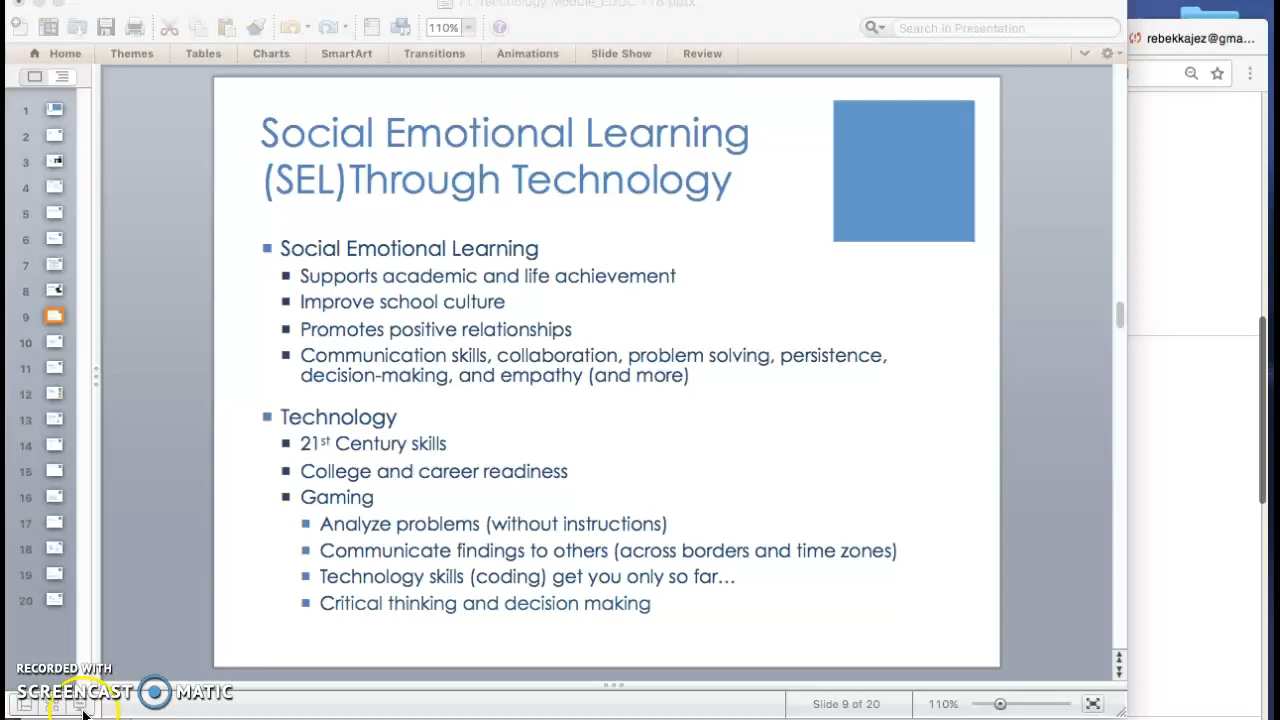 11_Technology Module_EDUC 718.pptx
110%
Search in Presentation
rebekkajez@gma...
Home Themes Tables Charts SmartArt Transitions Animations Slide Show Review
Social Emotional Learning
(SEL)Through Technology
Social Emotional Learning
Supports academic and life achievement
Improve school culture
Promotes positive relationships
Communication skills, collaboration, problem solving, persistence,
decision-making, and empathy (and more)
Technology
21st Century skills
College and career readiness
Gaming
Analyze problems (without instructions)
Communicate findings to others (across borders and time zones)
Technology skills (coding) get you only so far...
Critical thinking and decision making
1
2
3
4
5
6
7
8
9
10
11
12
13
14
15
16
17
18
19
20
RECORDED WITH
SCREENCAST MATIC
Slide 9 of 20
110%